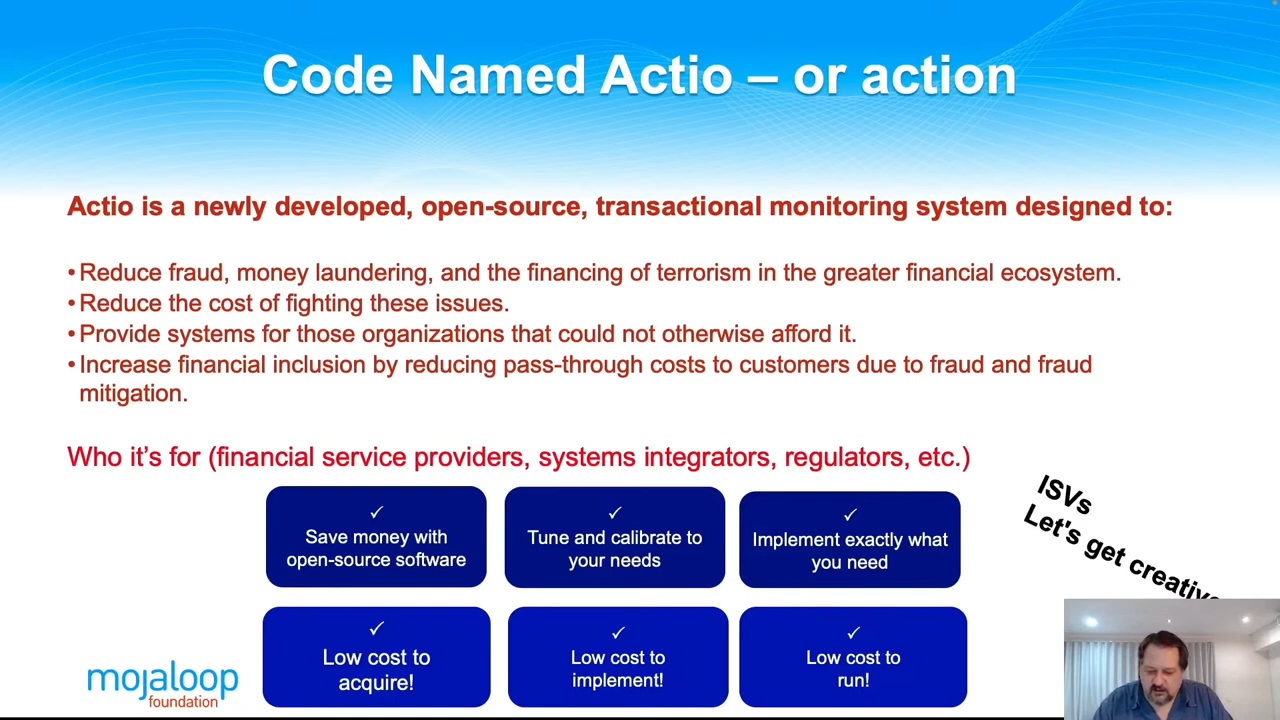 Code Named Actio – or action
Actio is a newly developed, open-source, transactional monitoring system designed to:
• Reduce fraud, money laundering, and the financing of terrorism in the greater financial ecosystem.
• Reduce the cost of fighting these issues.
• Provide systems for those organizations that could not otherwise afford it.
• Increase financial inclusion by reducing pass-through costs to customers due to fraud and fraud
mitigation.
Who it's for (financial service providers, systems integrators, regulators, etc.)
ISVs
Let's get creative
✓
Save money with
open-source software
✓
Tune and calibrate to
your needs
✓
Implement exactly what
you need
✓
Low cost to
acquire!
✓
Low cost to
implement!
✓
Low cost to
run!
mojaloop
foundation